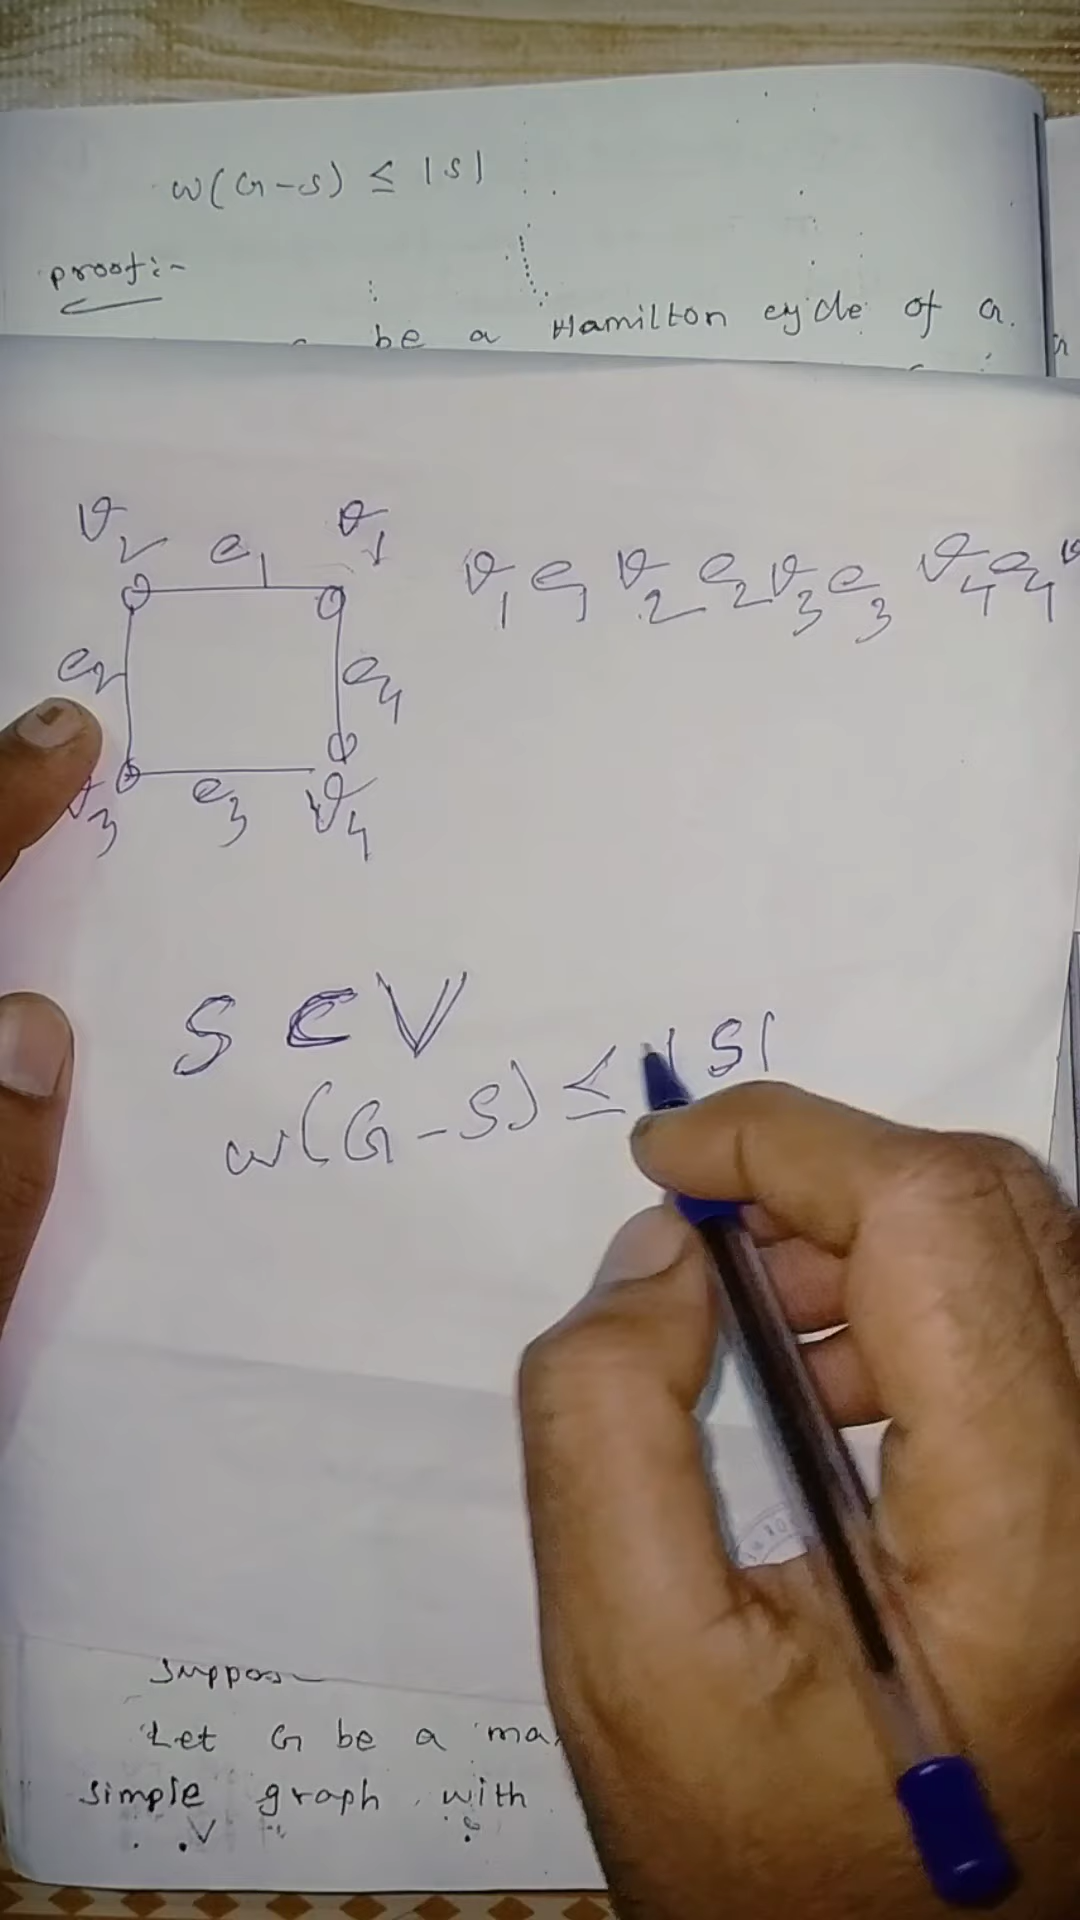 w(G-S) ≤ |S|
proof:-
be a Hamilton cycle of G.
v₂ e₁ v₁
v₁ e₁ v₂ e₂ v₃ e₃ v₄ e₄ v
e₂ e₄
v₃ e₃ v₄
S ⊂ V
w(G-S) ≤ |S|
Suppos
Let G be a
simple graph with